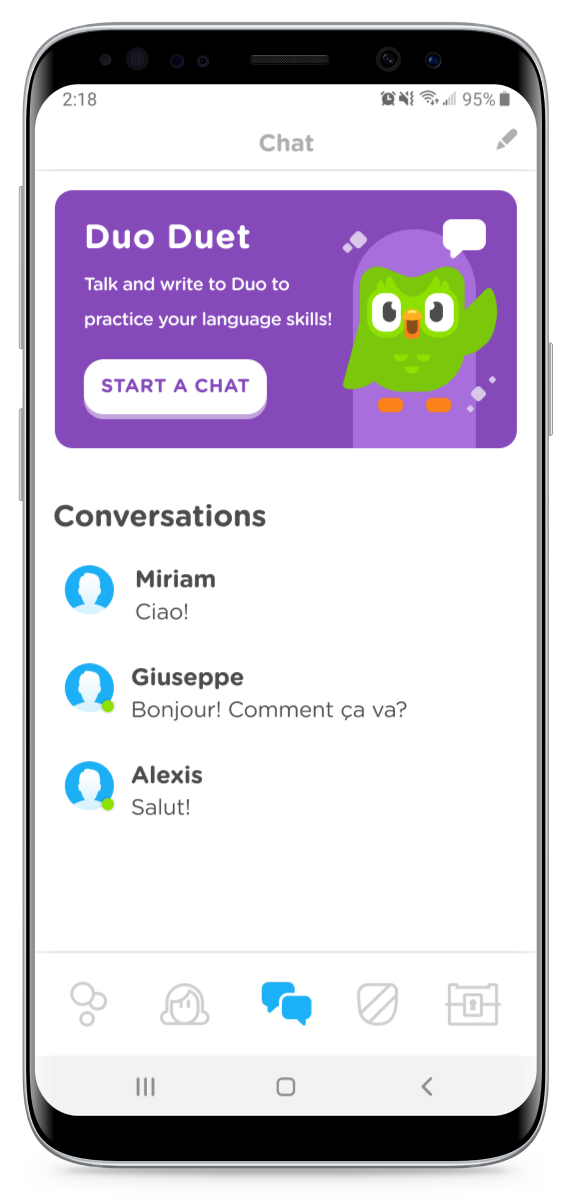 2:18
95%
Chat
Duo Duet
Talk and write to Duo to
practice your language skills!
START A CHAT
Conversations
Miriam
Ciao!
Giuseppe
Bonjour! Comment ça va?
Alexis
Salut!